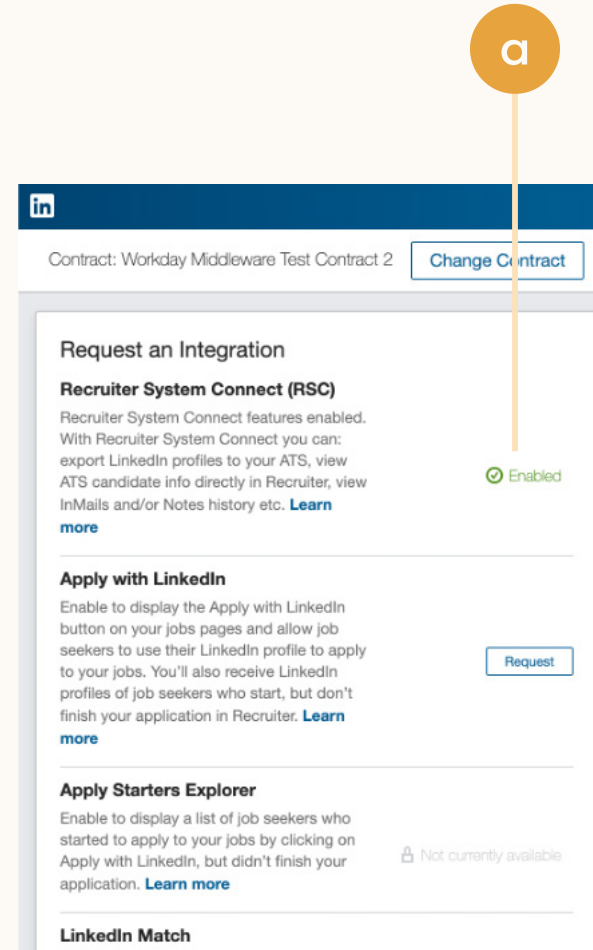 a
in
Contract: Workday Middleware Test Contract 2 Change Contract
Request an Integration
Recruiter System Connect (RSC)
Recruiter System Connect features enabled.
With Recruiter System Connect you can:
export LinkedIn profiles to your ATS, view
ATS candidate info directly in Recruiter, view
InMails and/or Notes history etc. Learn
more
Enabled
Apply with LinkedIn
Enable to display the Apply with LinkedIn
button on your jobs pages and allow job
seekers to use their LinkedIn profile to apply
to your jobs. You'll also receive LinkedIn
profiles of job seekers who start, but don't
finish your application in Recruiter. Learn
more
Request
Apply Starters Explorer
Enable to display a list of job seekers who
started to apply to your jobs by clicking on
Apply with LinkedIn, but didn't finish your
application. Learn more
Not currently available
LinkedIn Match